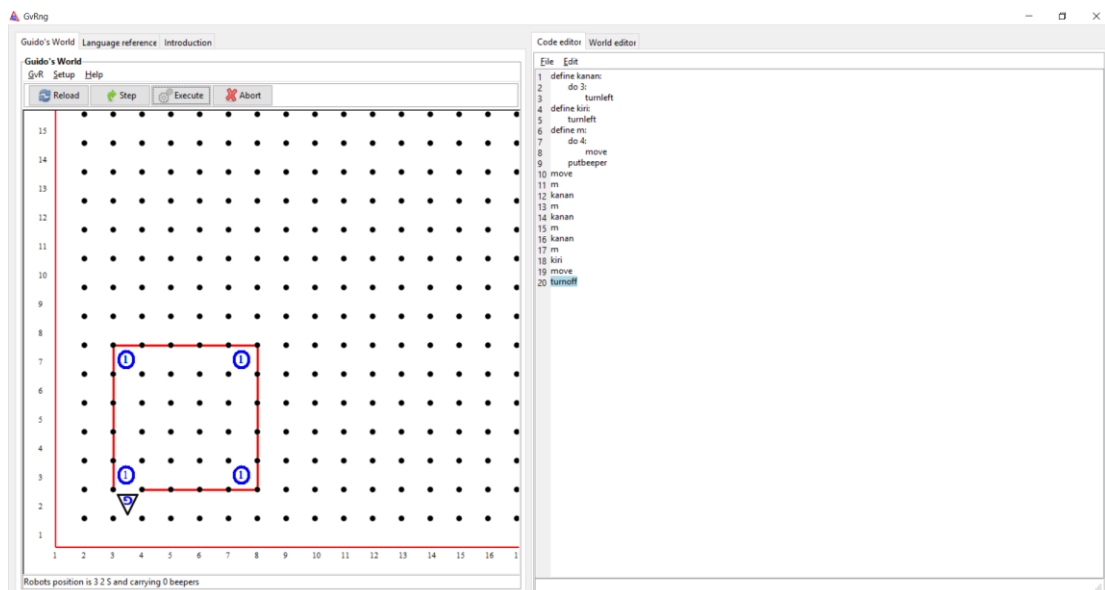 GvRng
Guido's World Language reference Introduction
Guido's World
GvR Setup Help
Reload Step Execute Abort
15
14
13
12
11
10
9
8
7
6
5
4
3
2
1
1 1
1 1
G
1 2 3 4 5 6 7 8 9 10 11 12 13 14 15 16 1
Robots position is 3 2 S and carrying 0 beepers
Code editor World editor
File Edit
1 define kanan:
2 do 3:
3 turnleft
4 define kiri:
5 turnleft
6 define m:
7 do 4:
8 move
9 putbeeper
10 move
11 m
12 kanan
13 m
14 kanan
15 m
16 kanan
17 m
18 kiri
19 move
20 turnoff